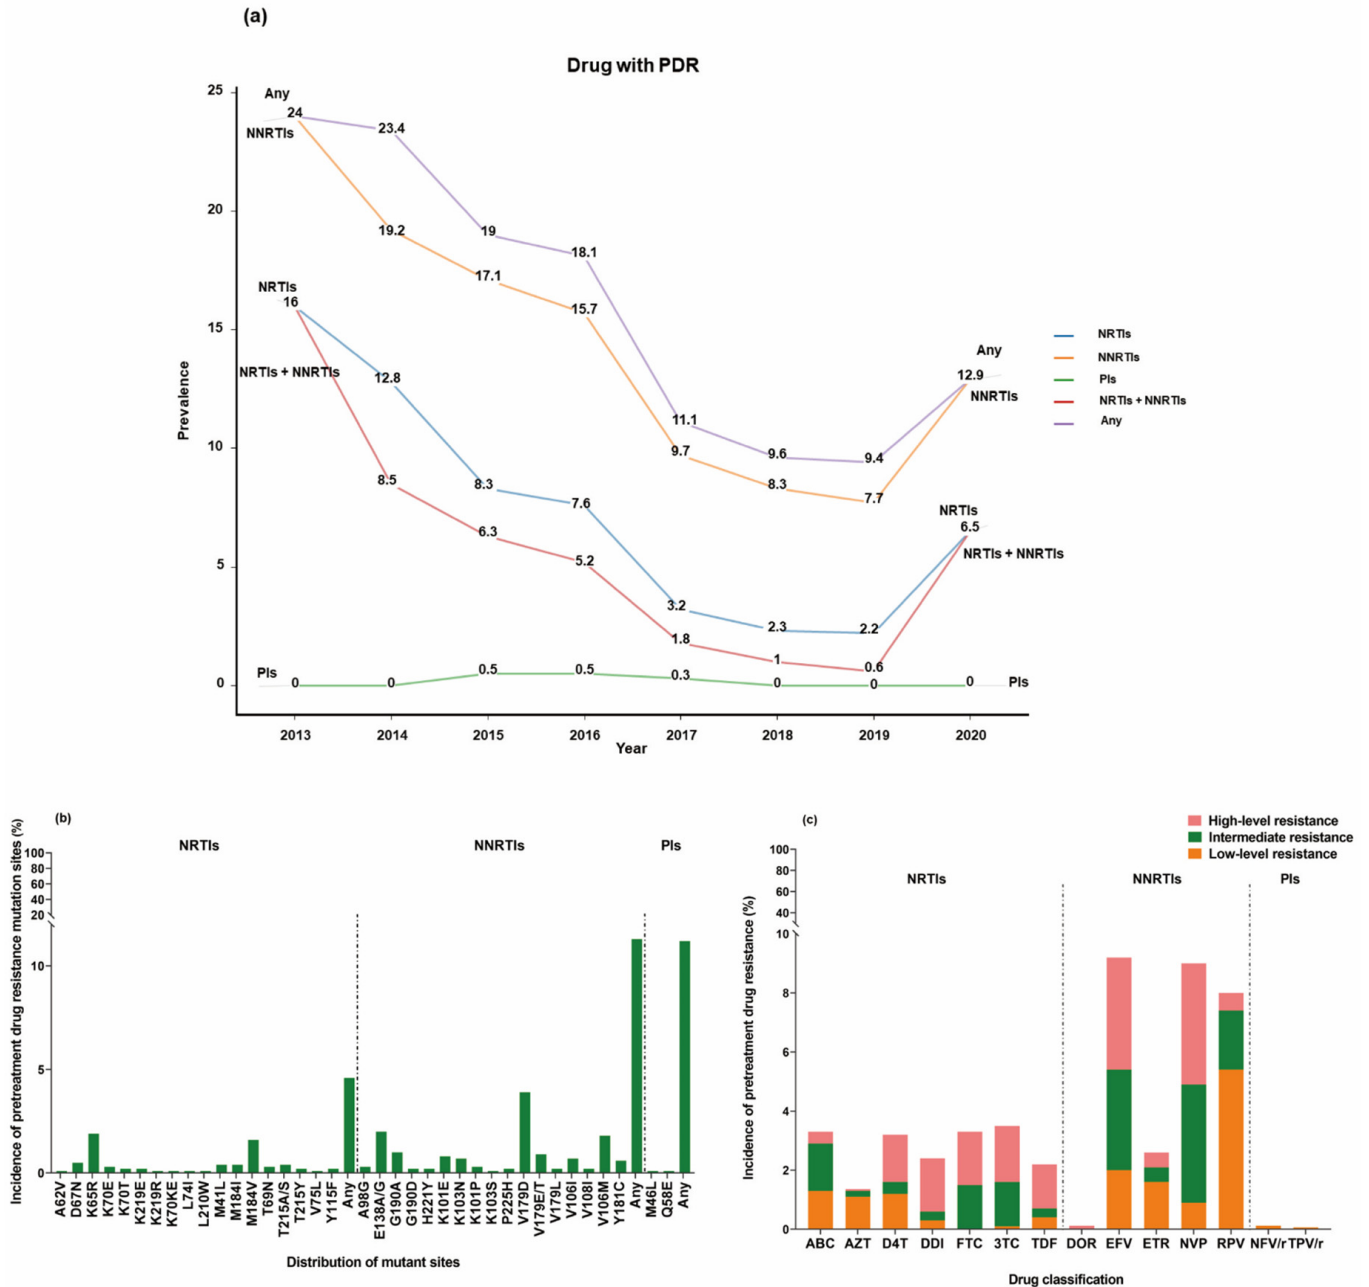 (a)
Drug with PDR
25
20
15
10
5
0
Prevalence
Any
24
NNRTIs
23.4
19.2
19
17.1
18.1
15.7
NRTIs
16
NRTIs + NNRTIs
12.8
8.5
8.3
6.3
7.6
5.2
11.1
9.7
9.6
8.3
9.4
7.7
Any
12.9
NNRTIs
3.2
1.8
2.3
1
2.2
0.6
NRTIs
6.5
NRTIs + NNRTIs
PIs
0
0
0.5
0.5
0.3
0
0
0
PIs
NRTIs
NNRTIs
PIs
NRTIs + NNRTIs
Any
2013 2014 2015 2016 2017 2018 2019 2020
Year
(b)
Incidence of pretreatment drug resistance mutation sites (%)
NRTIs NNRTIs PIs
100
80
60
40
20
10
5
0
A62V D67N K65R K70E K70T K219E K219R K70KE L74I L210W M41L M184I M184V T69N T215A/S T215Y V75L Y115F Any A98G E138A/G G190A G190D H221Y K101E K103N K101P K103S P225H V179D V179E/T V179L V106I V108I V106M Y181C Any M46L Q58E Any
Distribution of mutant sites
(c)
High-level resistance
Intermediate resistance
Low-level resistance
Incidence of pretreatment drug resistance (%)
NRTIs NNRTIs PIs
100
80
60
40
10
8
6
4
2
0
ABC AZT D4T DDI FTC 3TC TDF DOR EFV ETR NVP RPV NFV/r TPV/r
Drug classification